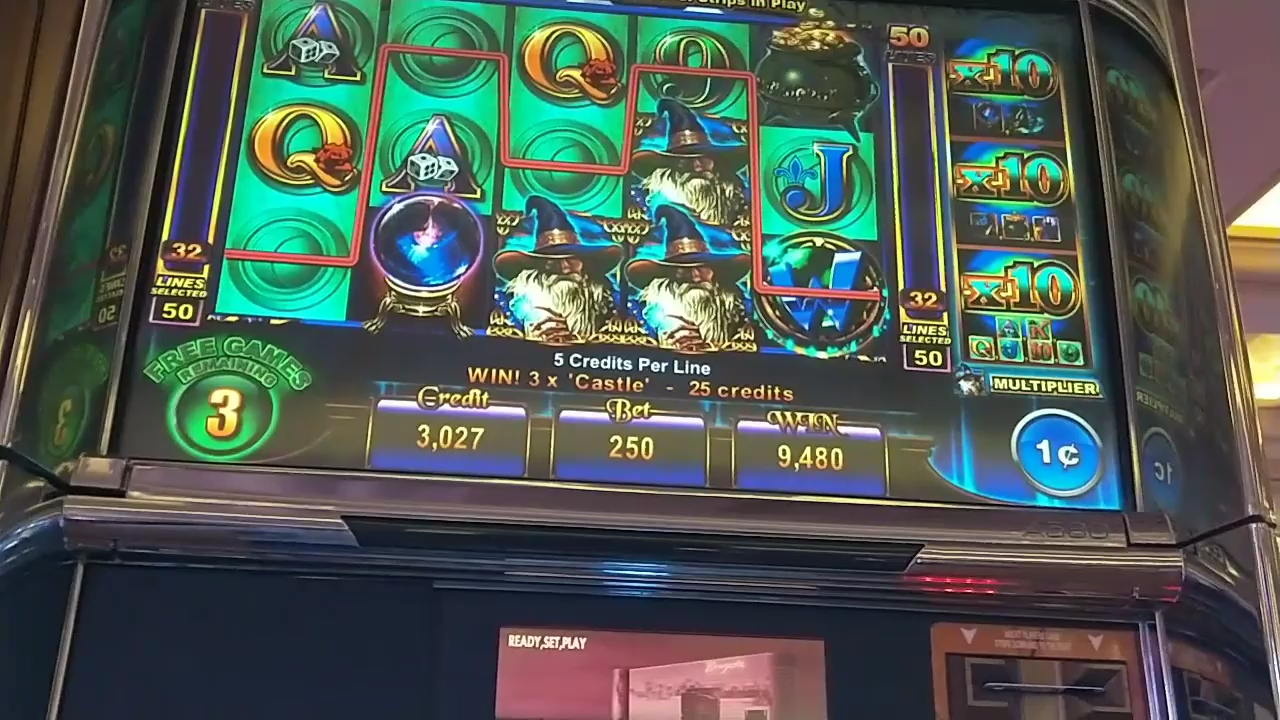 Strips in Play
50
LINES
A
Q
9
x10
Q
A
J
x10
32
LINES
SELECTED
50
W
32
LINES
SELECTED
50
x10
5 Credits Per Line
WIN! 3 x 'Castle' - 25 credits
MULTIPLIER
FREE GAMES
REMAINING
3
Credit
3,027
Bet
250
WIN
9,480
1¢
READY,SET,PLAY